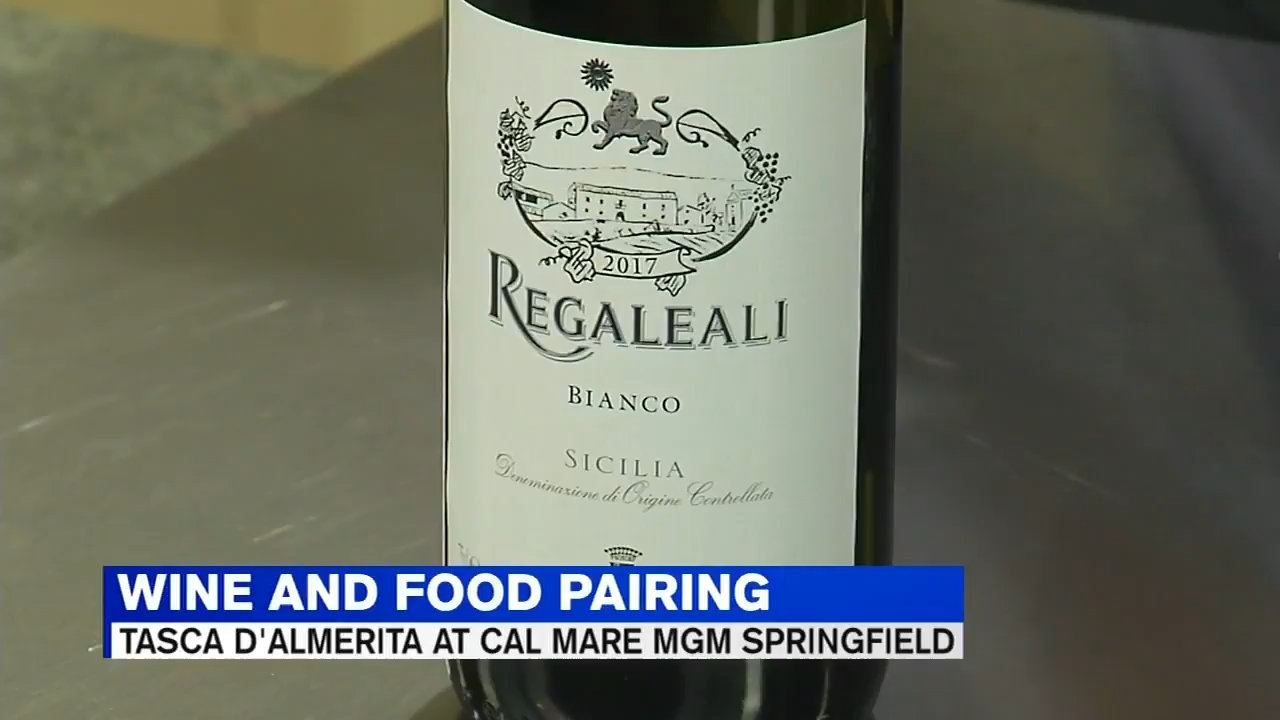 2017
REGALEALI
BIANCO
SICILIA
Denominazione di Origine Controllata
WINE AND FOOD PAIRING
TASCA D'ALMERITA AT CAL MARE MGM SPRINGFIELD